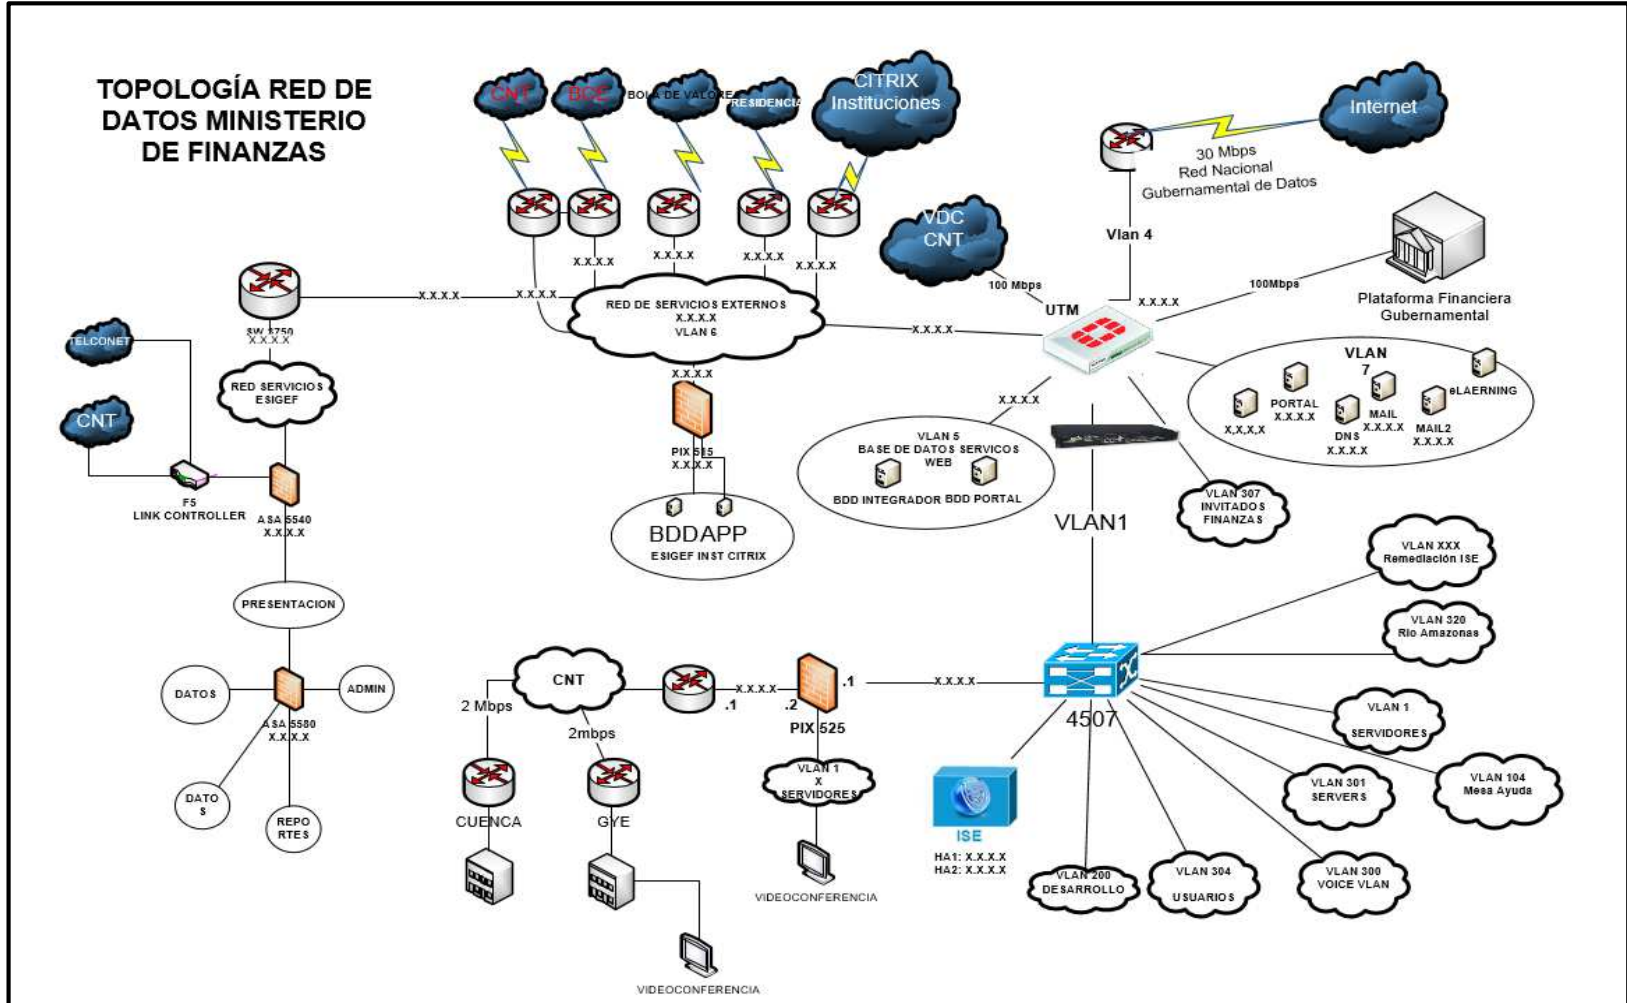 TOPOLOGÍA RED DE
DATOS MINISTERIO
DE FINANZAS
CNT
BCE
BOLA DE VALORES
PRESIDENCIA
CITRIX
Instituciones
Internet
30 Mbps
Red Nacional
Gubernamental de Datos
VDC
CNT
Vlan 4
100 Mbps
UTM
X.X.X.X
100Mbps
Plataforma Financiera
Gubernamental
X.X.X.X
X.X.X.X
X.X.X.X
X.X.X.X
X.X.X.X
X.X.X.X
RED DE SERVICIOS EXTERNOS
X.X.X.X
VLAN 6
X.X.X.X
SW 3750
X.X.X.X
TELCONET
RED SERVICIOS
ESIGEF
CNT
F5
LINK CONTROLLER
ASA 5540
X.X.X.X
X.X.X.X
PIX 515
X.X.X.X
BDDAPP
ESIGEF INST CITRIX
X.X.X.X
VLAN 5
BASE DE DATOS SERVICOS
WEB
BDD INTEGRADOR
BDD PORTAL
VLAN
7
eLAERNING
PORTAL
X.X.X.X
X,X,X,X
MAIL
X.X.X.X
DNS
X.X.X.X
MAIL2
X.X.X.X
VLAN 307
INVITADOS
FINANZAS
VLAN1
VLAN XXX
Remediación ISE
VLAN 320
Rio Amazonas
PRESENTACION
DATOS
ADMIN
ASA 5580
X.X.X.X
DATO
S
REPO
RTES
CNT
2 Mbps
2mbps
CUENCA
GYE
X.X.X.X
.1
.2
.1
PIX 525
X.X.X.X
VLAN 1
X
SERVIDORES
VIDEOCONFERENCIA
VIDEOCONFERENCIA
4507
ISE
HA1: X.X.X.X
HA2: X.X.X.X
VLAN 1
SERVIDORES
VLAN 104
Mesa Ayuda
VLAN 301
SERVERS
VLAN 300
VOICE VLAN
VLAN 304
USUARIOS
VLAN 200
DESARROLLO